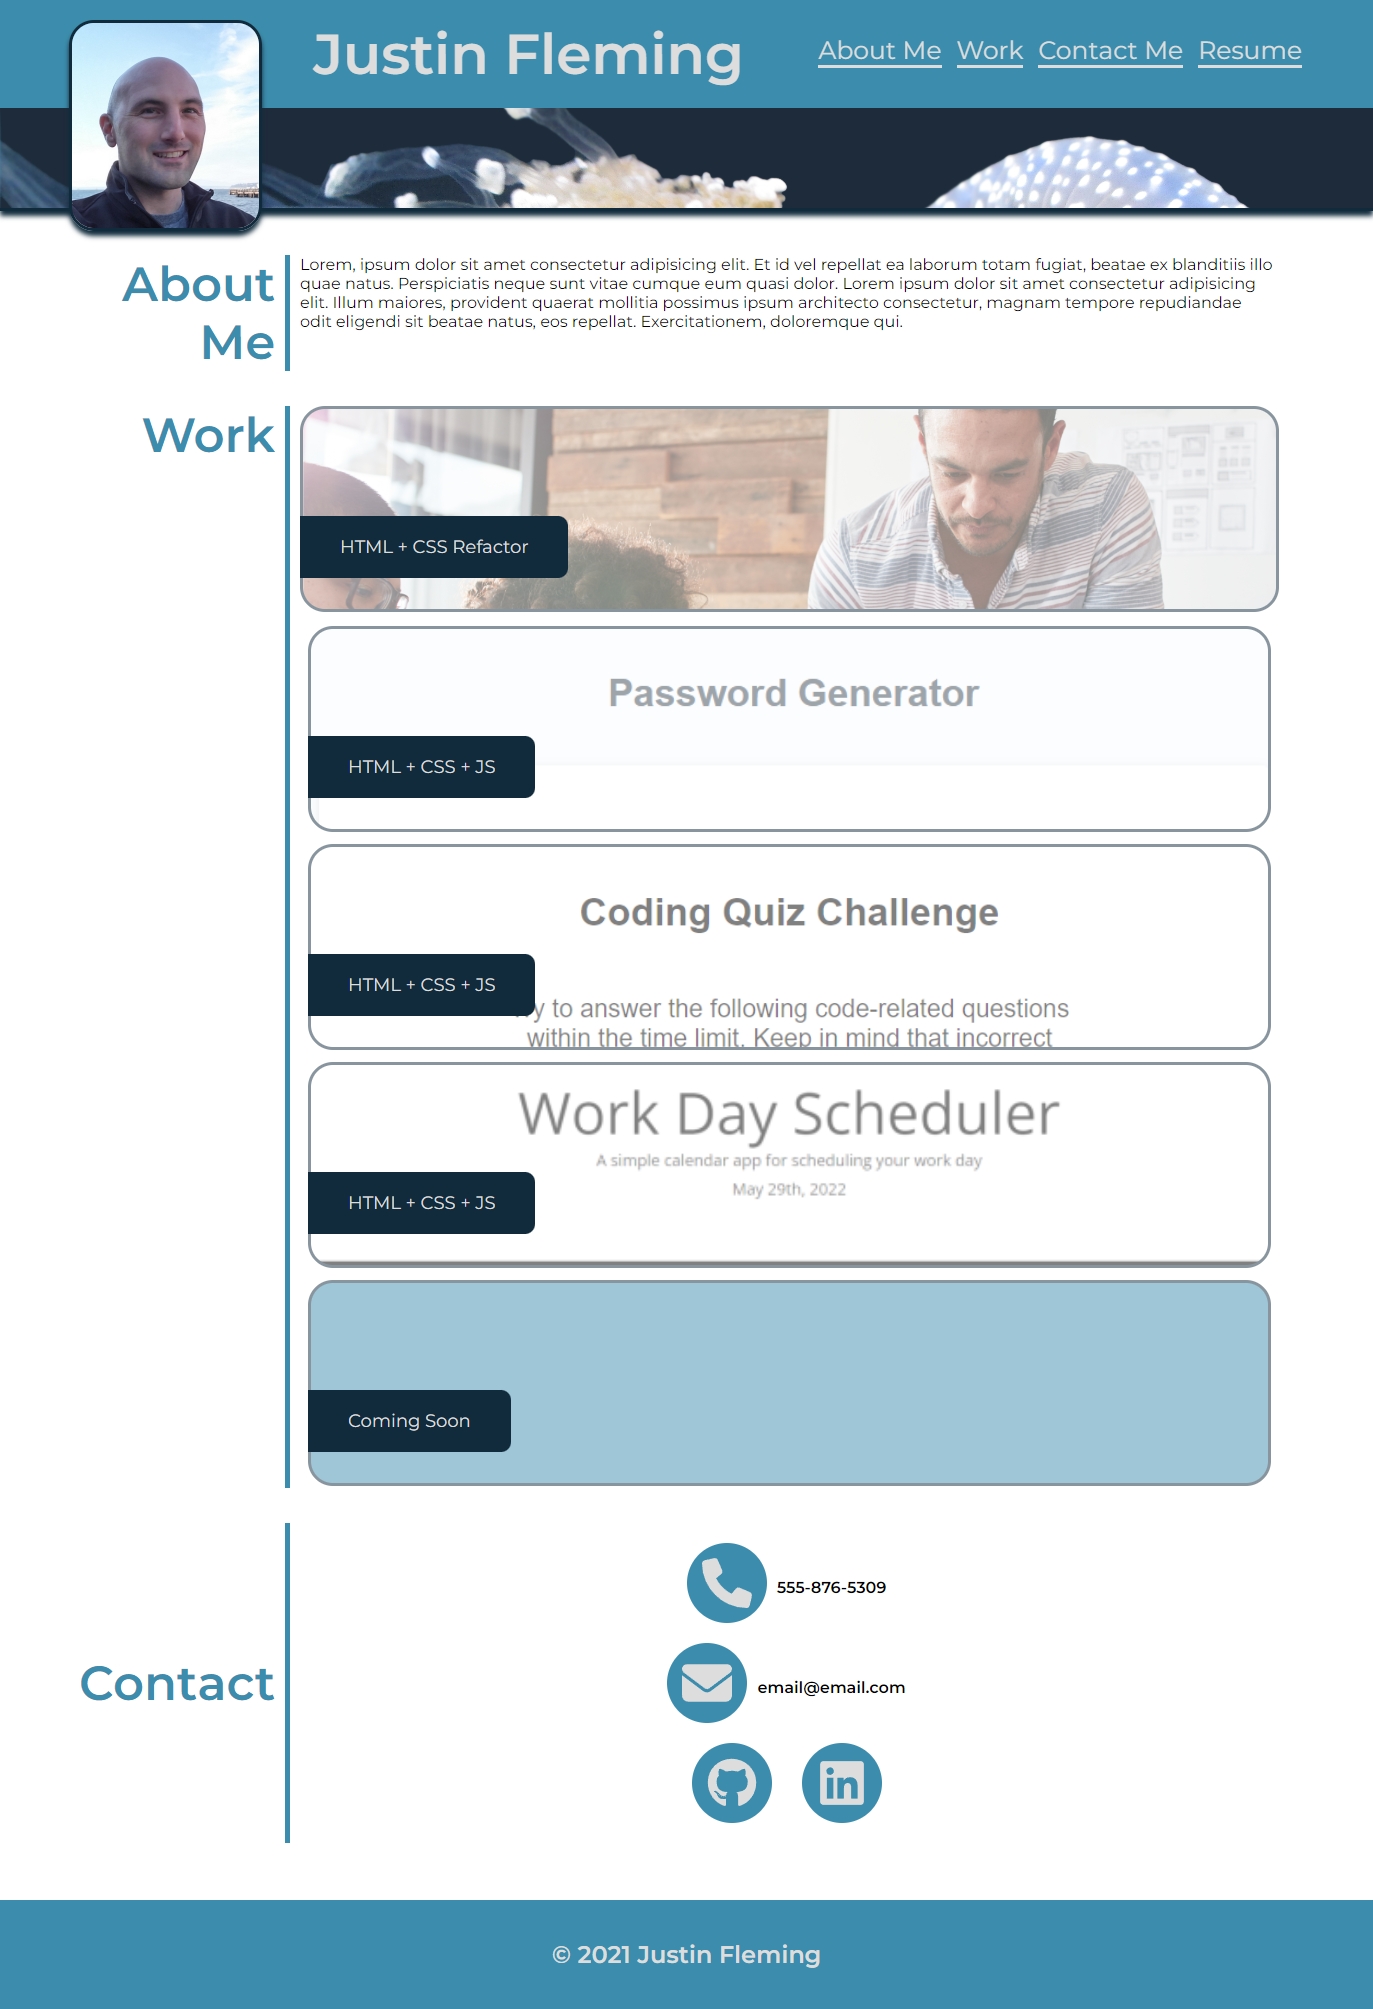 Justin Fleming
About Me Work Contact Me Resume
About
Me
Lorem, ipsum dolor sit amet consectetur adipisicing elit. Et id vel repellat ea laborum totam fugiat, beatae ex blanditiis illo
quae natus. Perspiciatis neque sunt vitae cumque eum quasi dolor. Lorem ipsum dolor sit amet consectetur adipisicing
elit. Illum maiores, provident quaerat mollitia possimus ipsum architecto consectetur, magnam tempore repudiandae
odit eligendi sit beatae natus, eos repellat. Exercitationem, doloremque qui.
Work
HTML + CSS Refactor
Password Generator
HTML + CSS + JS
Coding Quiz Challenge
HTML + CSS + JS
to answer the following code-related questions
within the time limit. Keep in mind that incorrect
Work Day Scheduler
A simple calendar app for scheduling your work day
May 29th, 2022
HTML + CSS + JS
Coming Soon
Contact
555-876-5309
email@email.com
© 2021 Justin Fleming